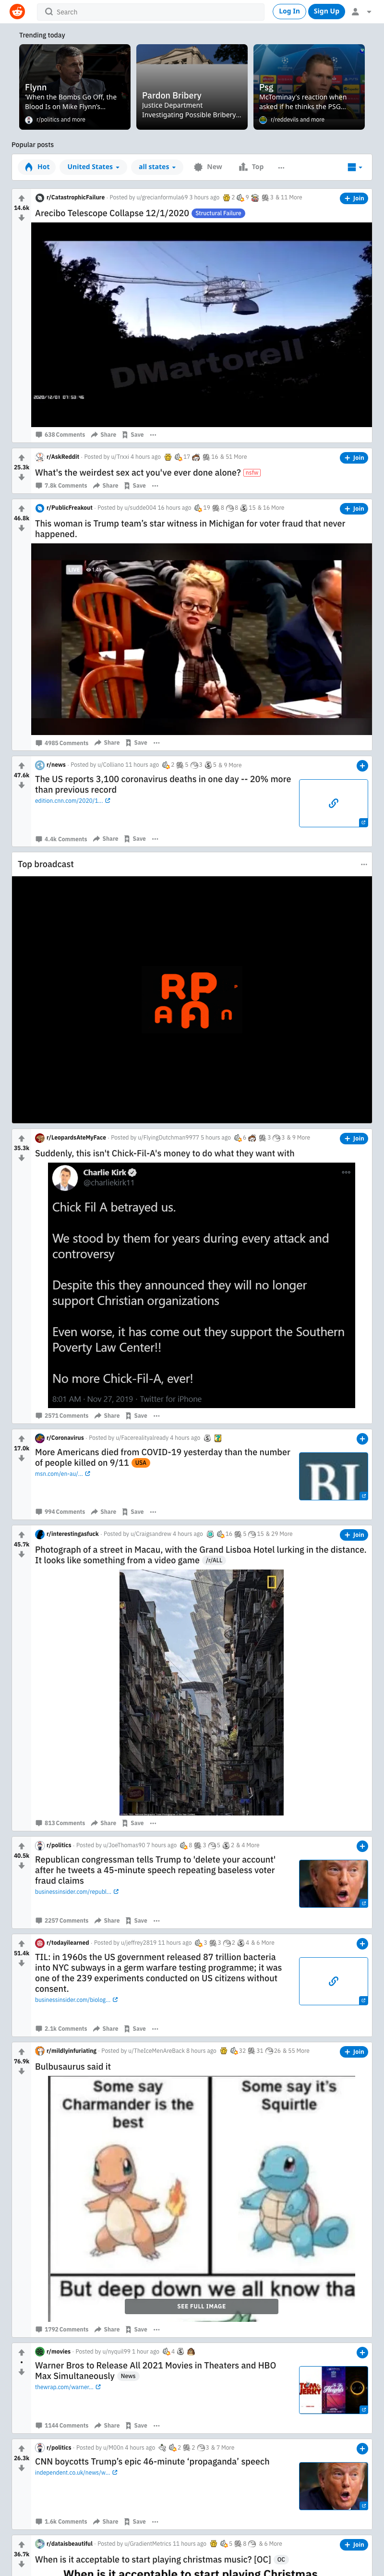 Search
Log In
Sign Up
Trending today
Flynn
'When the Bombs Go Off, the
Blood Is on Mike Flynn's...
r/politics and more
Pardon Bribery
Justice Department
Investigating Possible Bribery...
Psg
McTominay's reaction when
asked if he thinks the PSG...
r/reddevils and more
Popular posts
Hot
United States
all states
New
Top
14.6k
r/CatastrophicFailure · Posted by u/grecianformula69 3 hours ago 2 9 3 & 11 More
Join
Arecibo Telescope Collapse 12/1/2020 Structural Failure
DMartorell
2020/12/01 07:53:46
638 Comments Share Save
25.3k
r/AskReddit · Posted by u/Trxxi 4 hours ago 17 16 & 51 More
Join
What's the weirdest sex act you've ever done alone? nsfw
7.8k Comments Share Save
46.8k
r/PublicFreakout · Posted by u/sudde004 16 hours ago 19 8 8 15 & 16 More
Join
This woman is Trump team's star witness in Michigan for voter fraud that never
happened.
LIVE
4985 Comments Share Save
47.6k
r/news · Posted by u/Colliano 11 hours ago 2 5 3 5 & 9 More
The US reports 3,100 coronavirus deaths in one day -- 20% more
than previous record
edition.cnn.com/2020/1...
4.4k Comments Share Save
Top broadcast
RP
AA n
35.3k
r/LeopardsAteMyFace · Posted by u/FlyingDutchman9977 5 hours ago 6 3 3 & 9 More
Join
Suddenly, this isn't Chick-Fil-A's money to do what they want with
Charlie Kirk
@charliekirk11
Chick Fil A betrayed us.
We stood by them for years during every attack and
controversy
Despite this they announced they will no longer
support Christian organizations
Even worse, it has come out they support the Southern
Poverty Law Center!!
No more Chick-Fil-A, ever!
8:01 AM · Nov 27, 2019 · Twitter for iPhone
2571 Comments Share Save
17.0k
r/Coronavirus · Posted by u/Facerealityalready 4 hours ago
More Americans died from COVID-19 yesterday than the number
of people killed on 9/11 USA
msn.com/en-au/...
BI
994 Comments Share Save
45.7k
r/interestingasfuck · Posted by u/Craigsandrew 4 hours ago 16 5 15 & 29 More
Join
Photograph of a street in Macau, with the Grand Lisboa Hotel lurking in the distance.
It looks like something from a video game /r/ALL
813 Comments Share Save
40.5k
r/politics · Posted by u/JoeThomas90 7 hours ago 8 3 5 2 & 4 More
Republican congressman tells Trump to 'delete your account'
after he tweets a 45-minute speech repeating baseless voter
fraud claims
businessinsider.com/republ...
2257 Comments Share Save
51.4k
r/todayilearned · Posted by u/jeffrey2819 11 hours ago 3 3 2 4 & 6 More
TIL: in 1960s the US government released 87 trillion bacteria
into NYC subways in a germ warfare testing programme; it was
one of the 239 experiments conducted on US citizens without
consent.
businessinsider.com/biolog...
2.1k Comments Share Save
76.9k
r/mildlyinfuriating · Posted by u/TheIceMenAreBack 8 hours ago 32 31 26 & 55 More
Join
Bulbusaurus said it
Some say
Charmander is the
best
Some say it's
Squirtle
But deep down we all know tha
SEE FULL IMAGE
1792 Comments Share Save
•
r/movies · Posted by u/nyquil99 1 hour ago 4
Warner Bros to Release All 2021 Movies in Theaters and HBO
Max Simultaneously News
thewrap.com/warner...
TOM&
JERRY
1144 Comments Share Save
26.3k
r/politics · Posted by u/M00n 4 hours ago 2 2 3 & 7 More
CNN boycotts Trump's epic 46-minute 'propaganda' speech
independent.co.uk/news/w...
1.6k Comments Share Save
36.7k
r/dataisbeautiful · Posted by u/GradientMetrics 11 hours ago 5 8 & 6 More
Join
When is it acceptable to start playing christmas music? [OC] OC
When is it acceptable to start playing Christmas